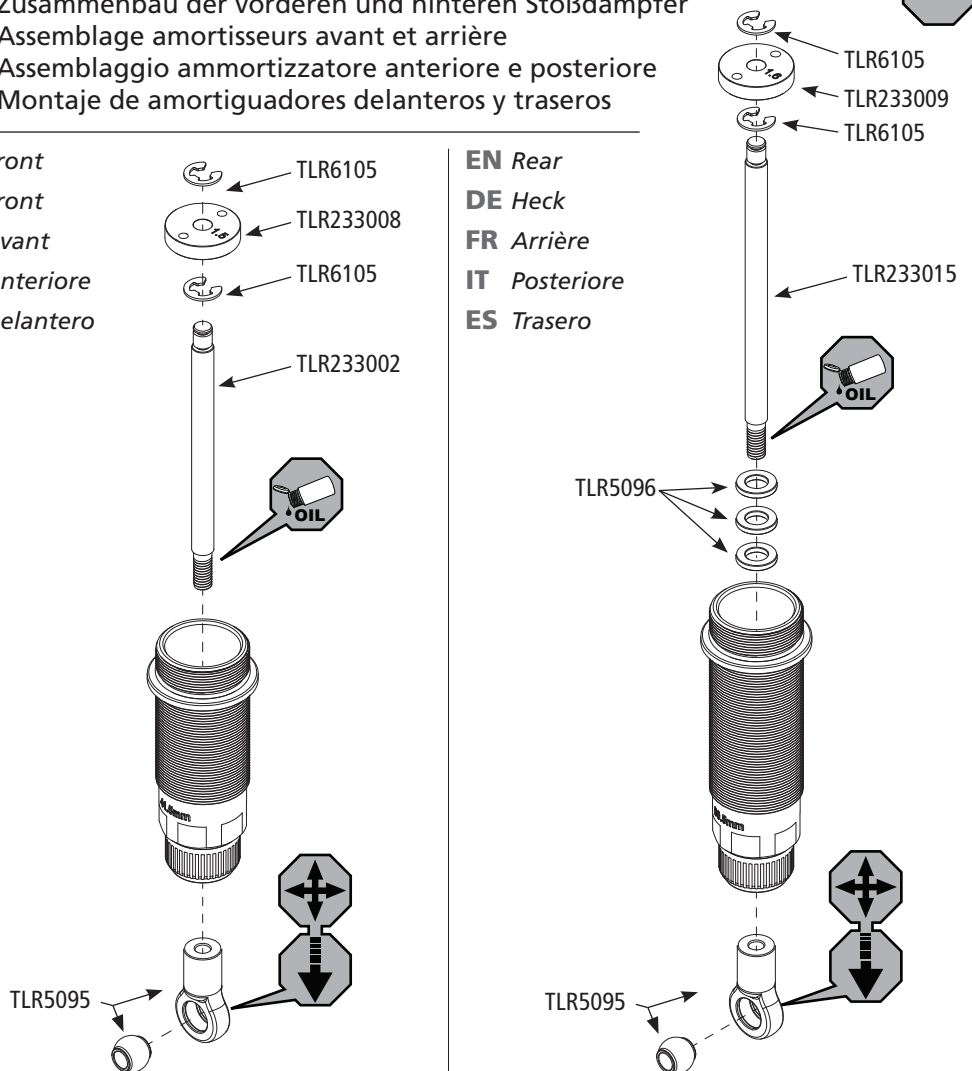 Zusammenbau der vorderen und hinteren Stoßdämpfer
Assemblage amortisseurs avant et arrière
Assemblaggio ammortizzatore anteriore e posteriore
Montaje de amortiguadores delanteros y traseros
ront
ront
vant
nteriore
elantero
TLR6105
TLR233008
1.5
TLR6105
TLR233002
OIL
41.5mm
TLR5095
EN Rear
DE Heck
FR Arrière
IT Posteriore
ES Trasero
TLR6105
TLR233009
1.6
TLR6105
TLR233015
OIL
TLR5096
TLR5095